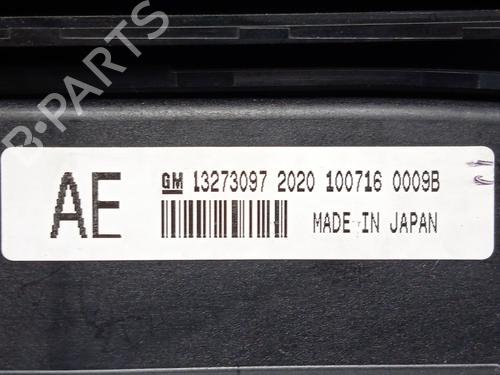 B-PARTS
AE
GM 13273097 2020 100716 0009B
MADE IN JAPAN